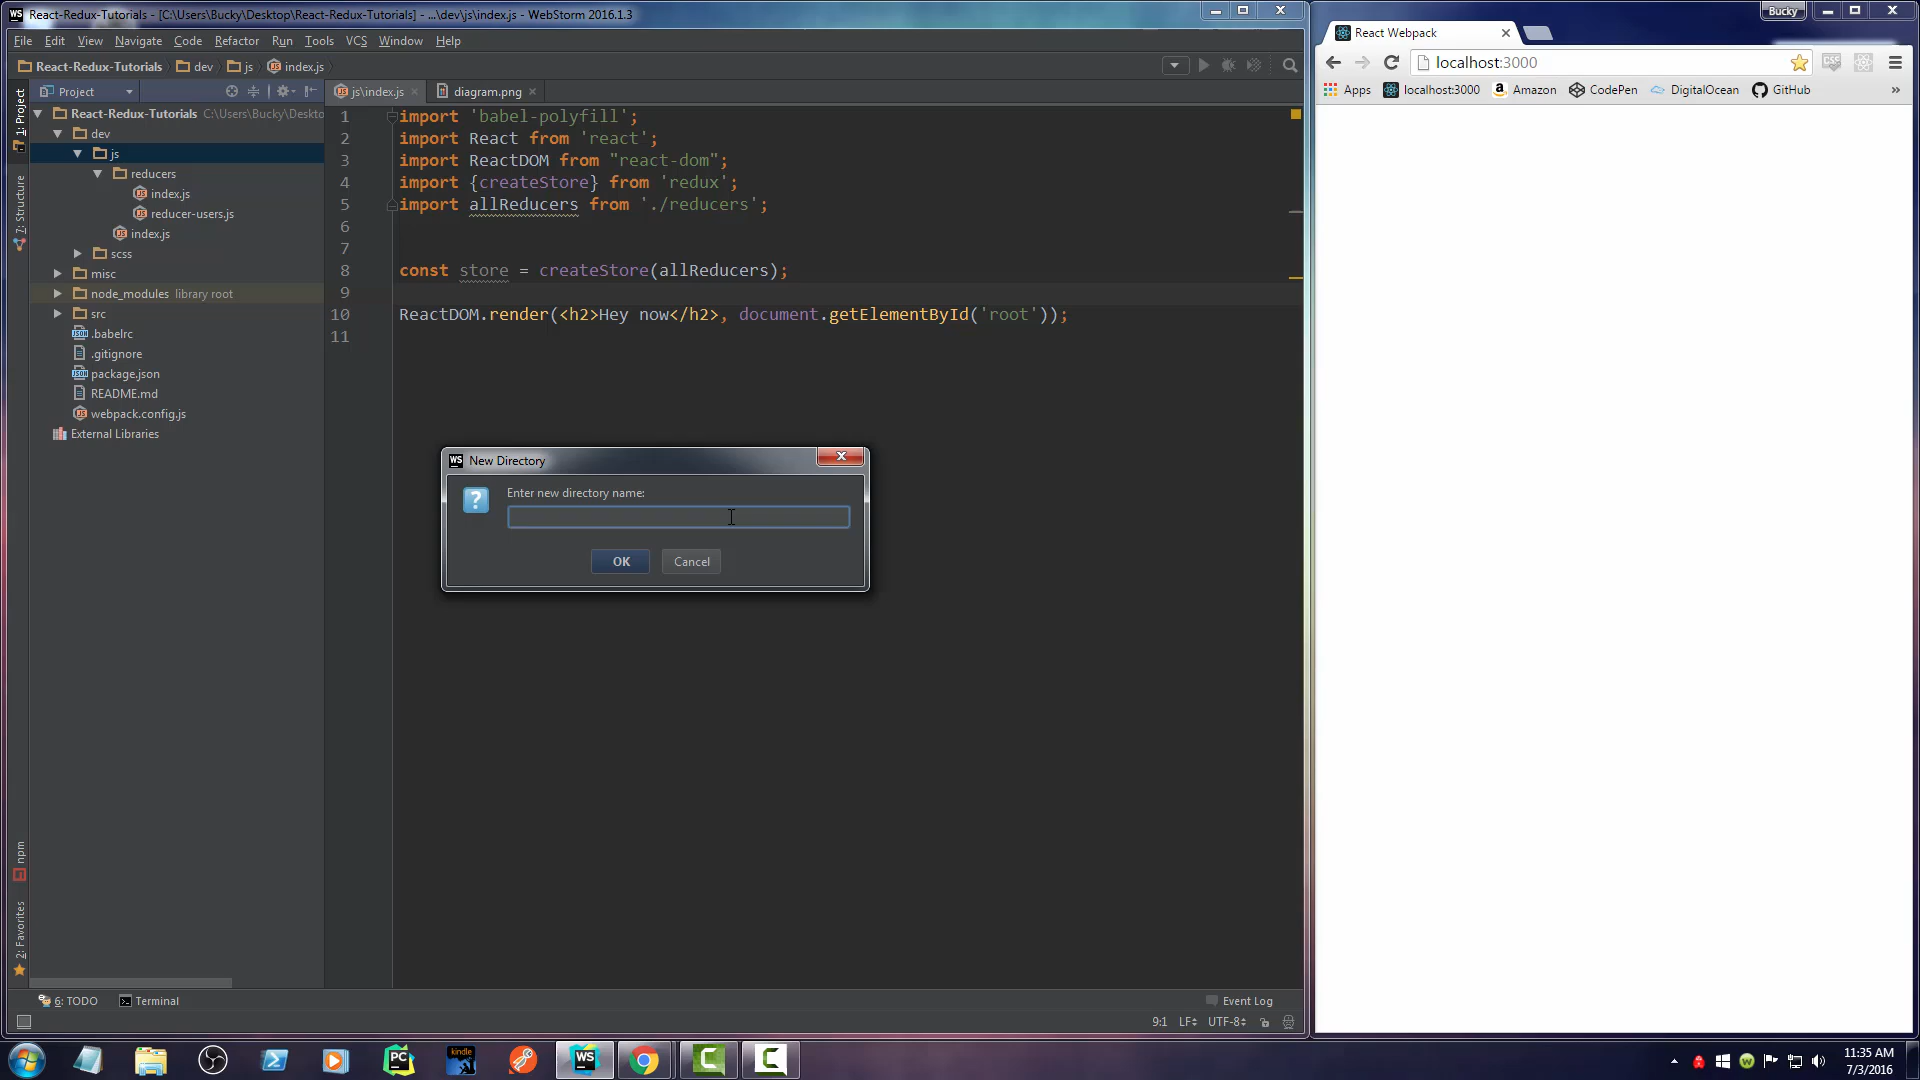 React-Redux-Tutorials - [C:\Users\Bucky\Desktop\React-Redux-Tutorials] - ...\dev\js\index.js - WebStorm 2016.1.3
File Edit View Navigate Code Refactor Run Tools VCS Window Help
React-Redux-Tutorials dev js index.js
1: Project
7: Structure
npm
2: Favorites
Project
React-Redux-Tutorials C:\Users\Bucky\Deskto
dev
js
reducers
index.js
reducer-users.js
index.js
scss
misc
node_modules library root
src
.babelrc
.gitignore
package.json
README.md
webpack.config.js
External Libraries
js\index.js diagram.png
1 import 'babel-polyfill';
2 import React from 'react';
3 import ReactDOM from "react-dom";
4 import {createStore} from 'redux';
5 import allReducers from './reducers';
6
7
8 const store = createStore(allReducers);
9
10 ReactDOM.render(<h2>Hey now</h2>, document.getElementById('root'));
11
WS New Directory
Enter new directory name:
OK Cancel
6: TODO Terminal Event Log
9:1 LF UTF-8
Bucky
React Webpack
localhost:3000
Apps localhost:3000 Amazon CodePen DigitalOcean GitHub »
PC kindle WS
11:35 AM
7/3/2016